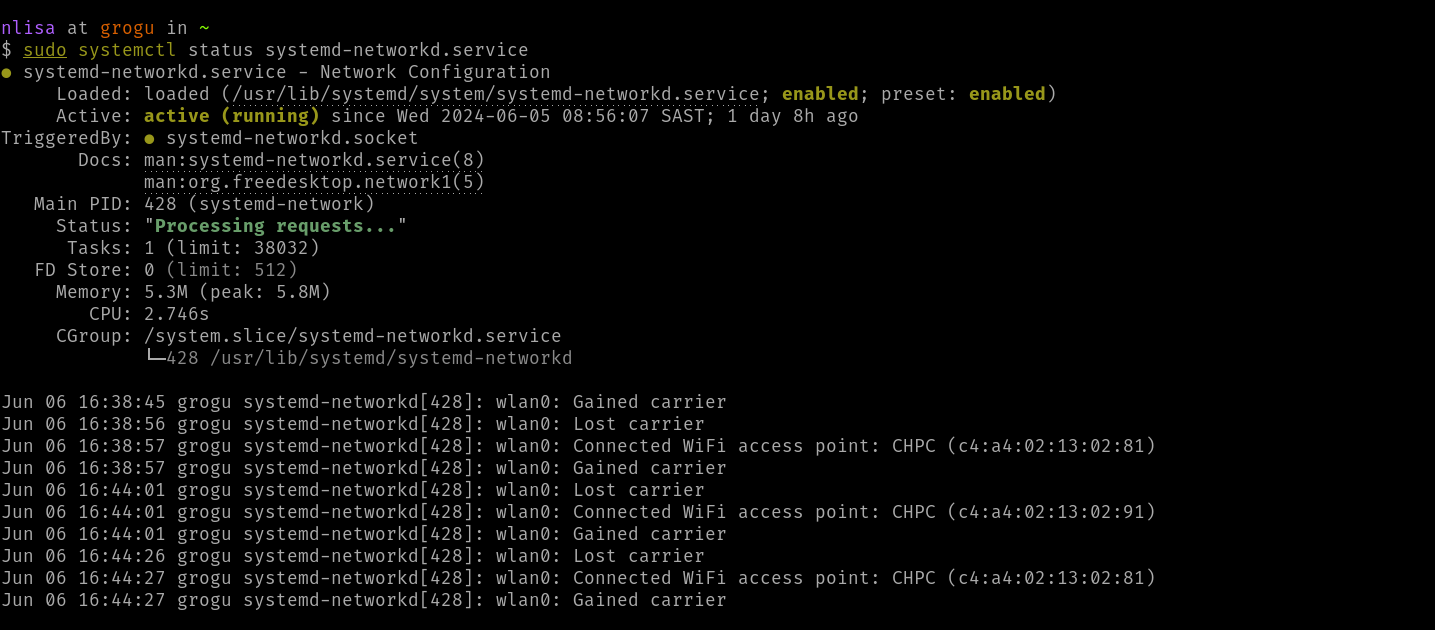 nlisa at grogu in ~
$ sudo systemctl status systemd-networkd.service
● systemd-networkd.service - Network Configuration
     Loaded: loaded (/usr/lib/systemd/system/systemd-networkd.service; enabled; preset: enabled)
     Active: active (running) since Wed 2024-06-05 08:56:07 SAST; 1 day 8h ago
TriggeredBy: ● systemd-networkd.socket
       Docs: man:systemd-networkd.service(8)
             man:org.freedesktop.network1(5)
   Main PID: 428 (systemd-network)
     Status: "Processing requests..."
      Tasks: 1 (limit: 38032)
   FD Store: 0 (limit: 512)
     Memory: 5.3M (peak: 5.8M)
        CPU: 2.746s
     CGroup: /system.slice/systemd-networkd.service
             └─428 /usr/lib/systemd/systemd-networkd
Jun 06 16:38:45 grogu systemd-networkd[428]: wlan0: Gained carrier
Jun 06 16:38:56 grogu systemd-networkd[428]: wlan0: Lost carrier
Jun 06 16:38:57 grogu systemd-networkd[428]: wlan0: Connected WiFi access point: CHPC (c4:a4:02:13:02:81)
Jun 06 16:38:57 grogu systemd-networkd[428]: wlan0: Gained carrier
Jun 06 16:44:01 grogu systemd-networkd[428]: wlan0: Lost carrier
Jun 06 16:44:01 grogu systemd-networkd[428]: wlan0: Connected WiFi access point: CHPC (c4:a4:02:13:02:91)
Jun 06 16:44:01 grogu systemd-networkd[428]: wlan0: Gained carrier
Jun 06 16:44:26 grogu systemd-networkd[428]: wlan0: Lost carrier
Jun 06 16:44:27 grogu systemd-networkd[428]: wlan0: Connected WiFi access point: CHPC (c4:a4:02:13:02:81)
Jun 06 16:44:27 grogu systemd-networkd[428]: wlan0: Gained carrier